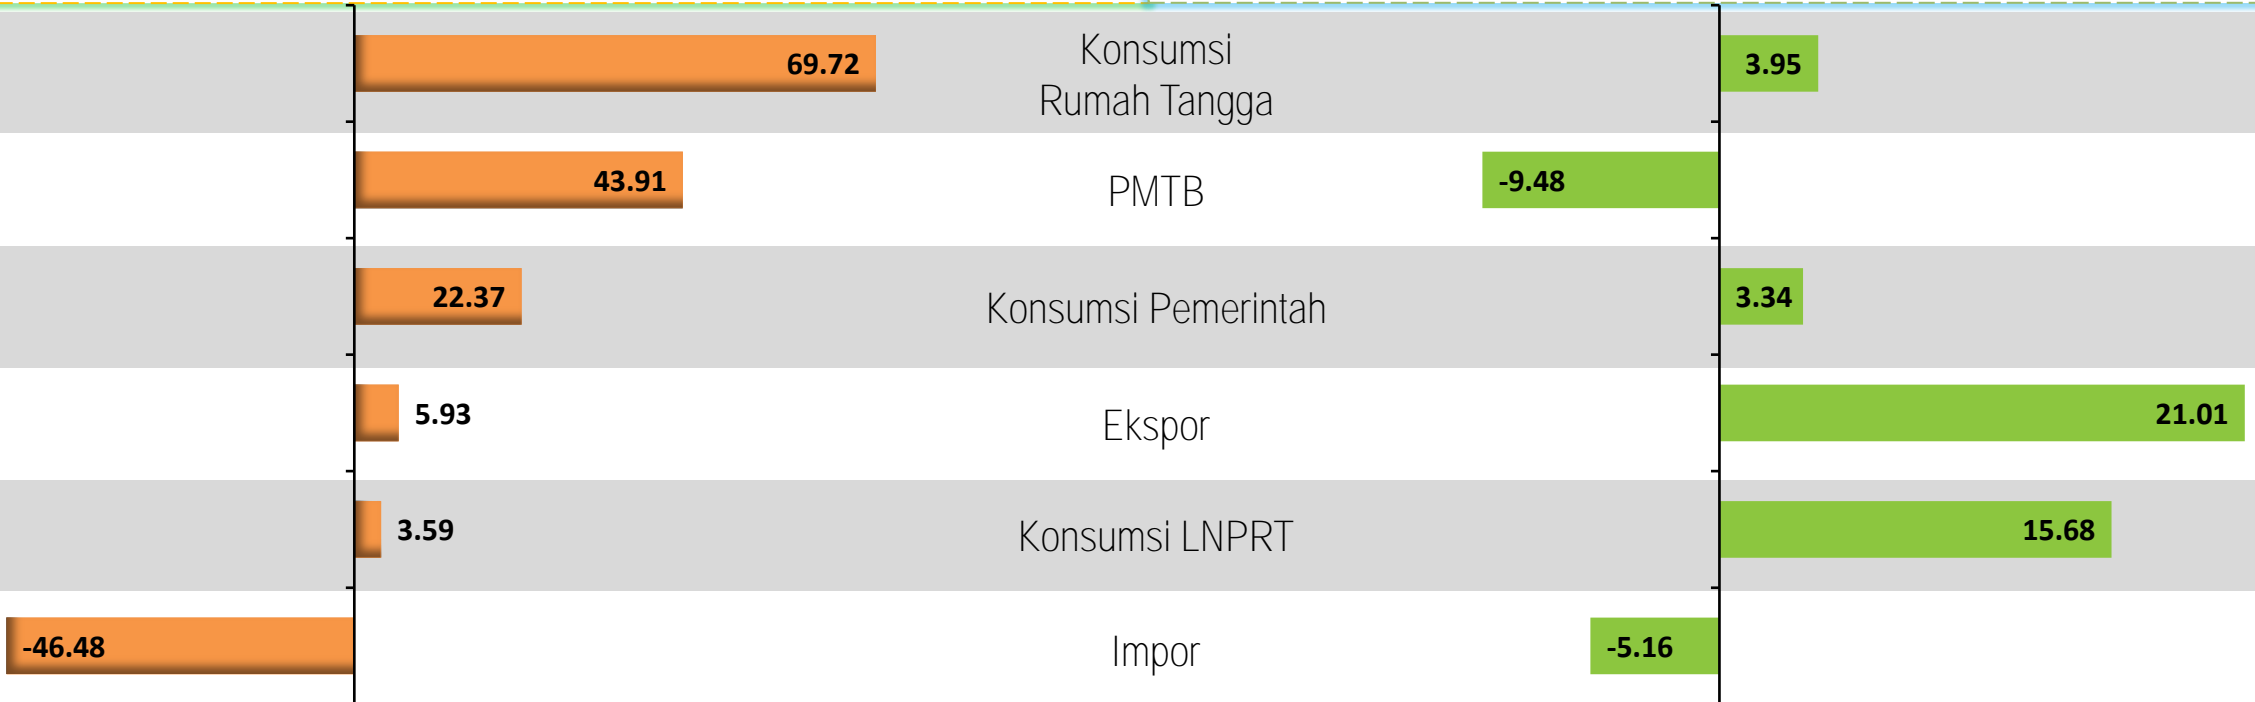 69.72
Konsumsi
Rumah Tangga
3.95
43.91
PMTB
-9.48
22.37
Konsumsi Pemerintah
3.34
5.93
Ekspor
21.01
3.59
Konsumsi LNPRT
15.68
-46.48
Impor
-5.16